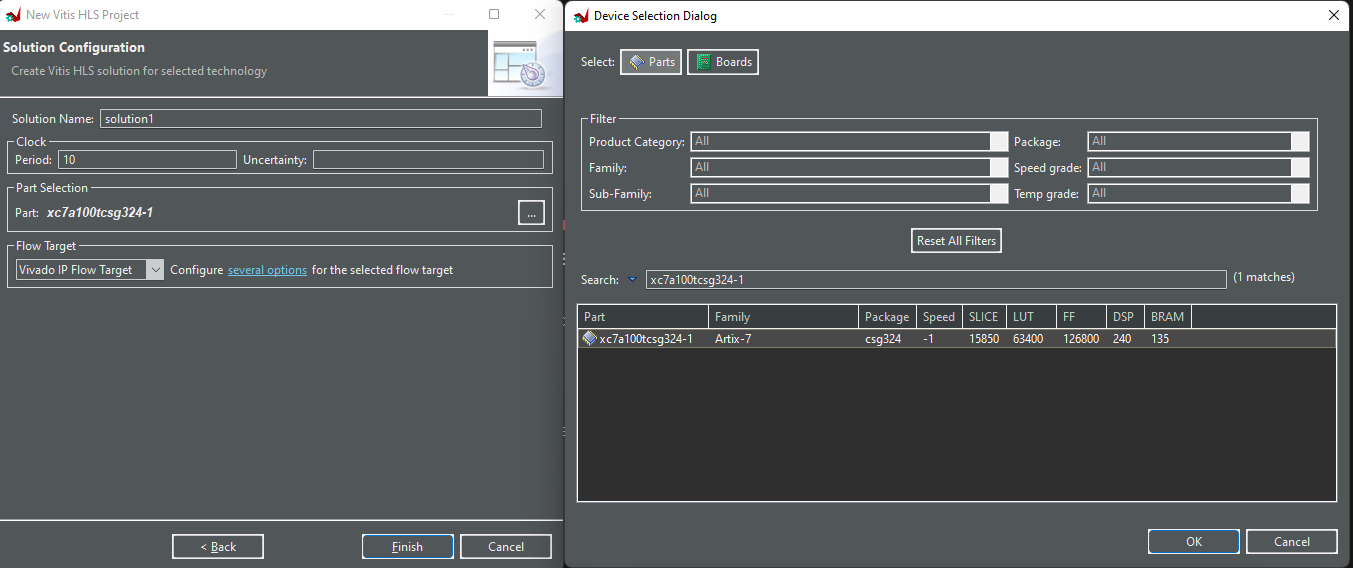 New Vitis HLS Project
Solution Configuration
Create Vitis HLS solution for selected technology
Solution Name: solution1
Clock
Period: 10 Uncertainty:
Part Selection
Part: xc7a100tcsg324-1 ...
Flow Target
Vivado IP Flow Target Configure several options for the selected flow target
< Back Finish Cancel
Device Selection Dialog
Select: Parts Boards
Filter
Product Category: All Package: All
Family: All Speed grade: All
Sub-Family: All Temp grade: All
Reset All Filters
Search: xc7a100tcsg324-1 (1 matches)
Part Family Package Speed SLICE LUT FF DSP BRAM
xc7a100tcsg324-1 Artix-7 csg324 -1 15850 63400 126800 240 135
OK Cancel